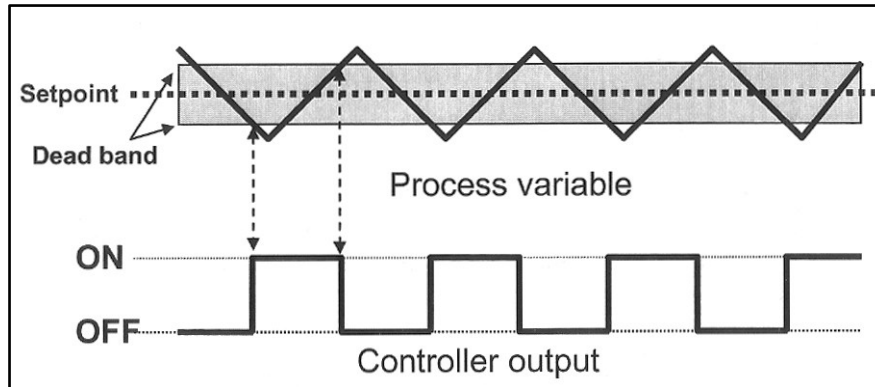 Setpoint
Dead band
Process variable
ON
OFF
Controller output